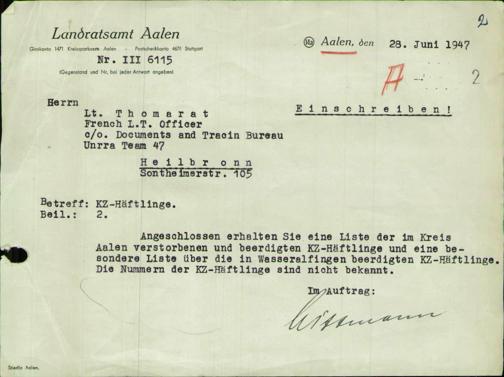 2
Landratsamt Aalen
Girokonto 1471 Kreissparkasse Aalen - Postscheckkonto 4671 Stuttgart
Nr. III 6115
(Gegenstand und Nr. bei jeder Antwort angeben)
Aalen, den 28. Juni 1947
A 2
Herrn
Lt. Thomarat
French L.T. Officer
c/o. Documents and Tracin Bureau
Unrra Team 47
Heilbronn
Sontheimerstr. 105
Einschreiben!
Betreff: KZ-Häftlinge.
Beil.: 2.
Angeschlossen erhalten Sie eine Liste der im Kreis
Aalen verstorbenen und beerdigten KZ-Häftlinge und eine be-
sondere Liste über die in Wasseralfingen beerdigten KZ-Häftlinge.
Die Nummern der KZ-Häftlinge sind nicht bekannt.
Im Auftrag:
Wittmann
Aalen.